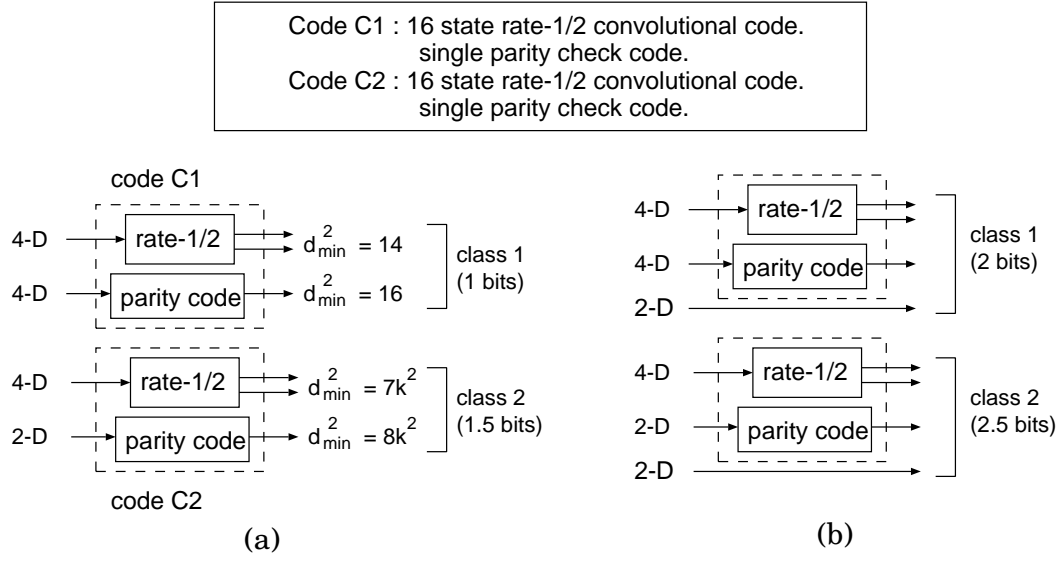 Code C1 : 16 state rate-1/2 convolutional code.
single parity check code.
Code C2 : 16 state rate-1/2 convolutional code.
single parity check code.
code C1
4-D
rate-1/2
d²min = 14
4-D
parity code
d²min = 16
class 1
(1 bits)
4-D
rate-1/2
d²min = 7k²
2-D
parity code
d²min = 8k²
class 2
(1.5 bits)
code C2
(a)
4-D
rate-1/2
4-D
parity code
2-D
class 1
(2 bits)
4-D
rate-1/2
2-D
parity code
2-D
class 2
(2.5 bits)
(b)